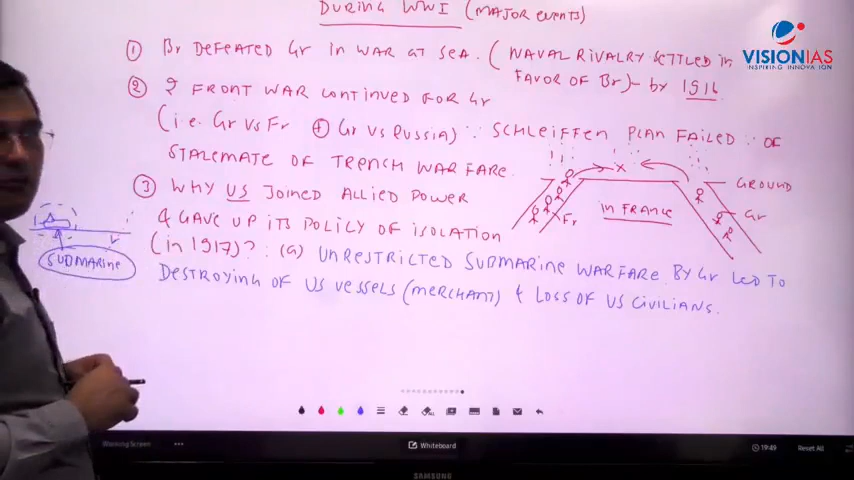 DURING WWI (MAJOR EVENTS)
VISIONIAS
INSPIRING INNOVATION
① Br DEFEATED Gr IN WAR AT SEA. (NAVAL RIVALRY SETTLED IN
FAVOR OF Br) - by 1916
② 2 FRONT WAR CONTINUED FOR Gr
(i.e. Gr VS Fr ⊕ Gr VS RUSSIA) ∵ SCHLEIFFEN PLAN FAILED ∵ OF
STALEMATE OF TRENCH WARFARE.
GROUND
Gr
Fr
IN FRANCE
③ WHY US JOINED ALLIED POWER
& GAVE UP ITS POLICY OF ISOLATION
(in 1917)? : (a) UNRESTRICTED SUBMARINE WARFARE BY Gr LED TO
DESTROYING OF US VESSELS (MERCHANT) & LOSS OF US CIVILIANS.
SUBMARINE
Whiteboard
19:49
Reset All
SAMSUNG